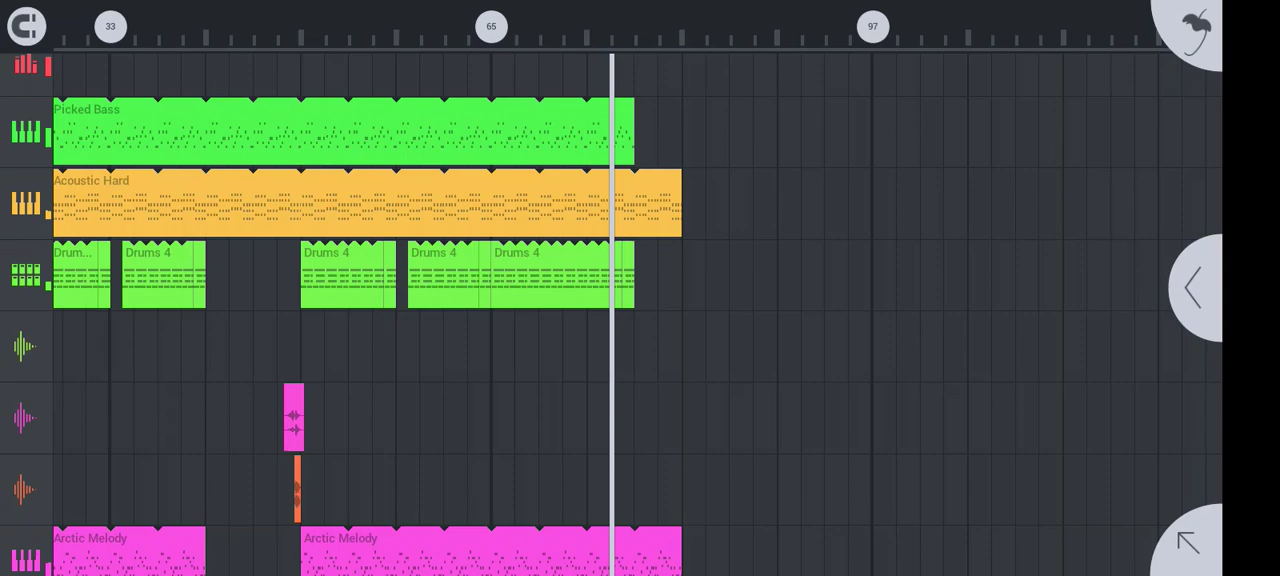 33 65 97
Picked Bass
Acoustic Hard
Drum... Drums 4 Drums 4 Drums 4 Drums 4
Arctic Melody Arctic Melody